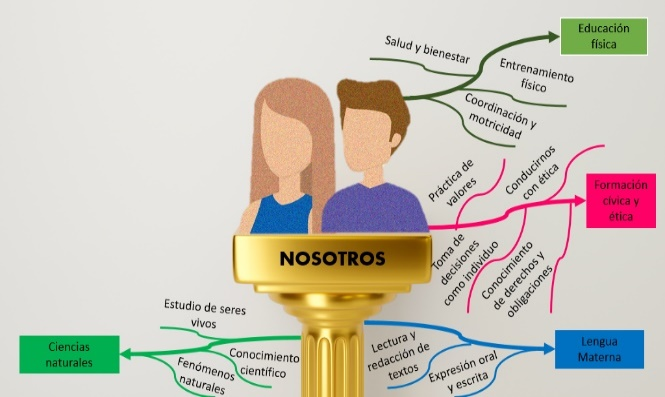 Educación
física
Salud y bienestar
Entrenamiento
físico
Coordinación y
motricidad
Práctica de
valores
Conducirnos
con ética
Formación
cívica y
ética
Toma de
decisiones
como individuo
Conocimiento
de derechos y
obligaciones
NOSOTROS
Estudio de seres
vivos
Ciencias
naturales
Fenómenos
naturales
Conocimiento
científico
Lectura y
redacción de
textos
Expresión oral
y escrita
Lengua
Materna